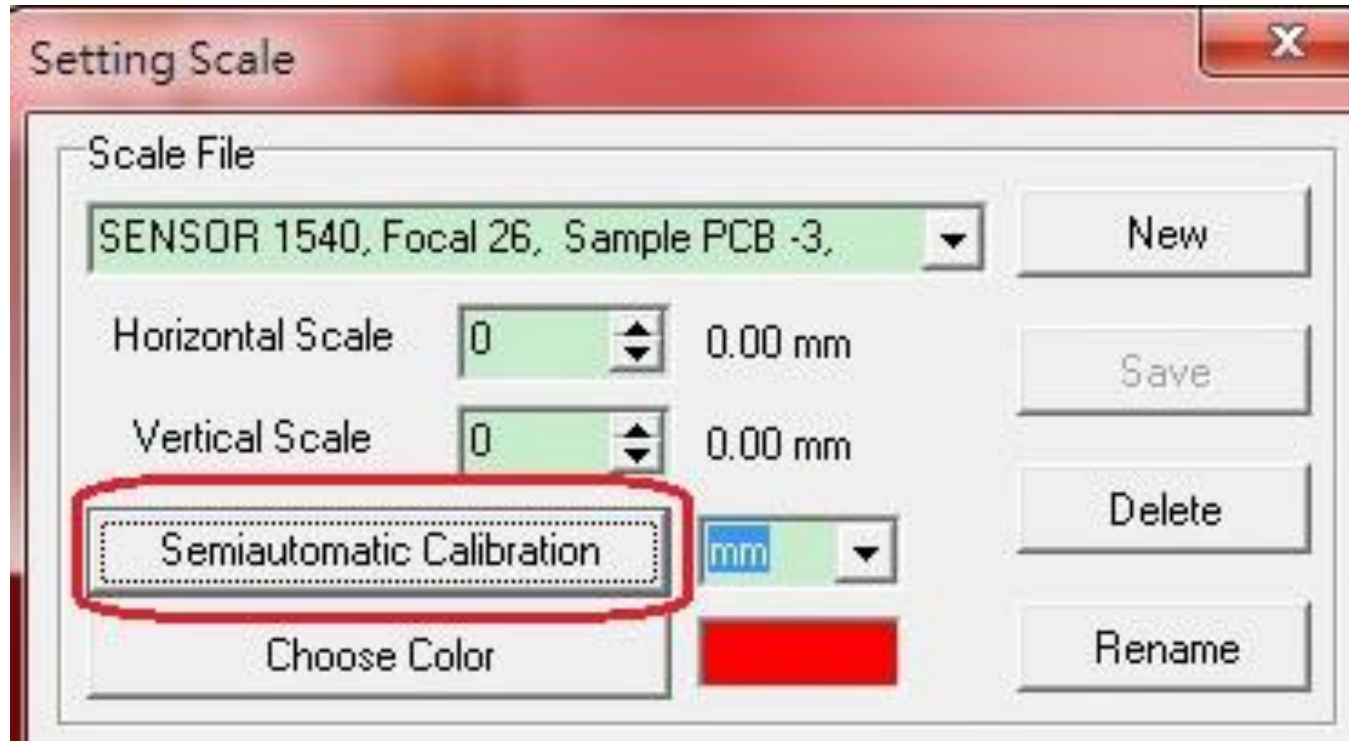 Setting Scale
Scale File
SENSOR 1540, Focal 26, Sample PCB -3,
New
Horizontal Scale 0 0.00 mm
Save
Vertical Scale 0 0.00 mm
Delete
Semiautomatic Calibration mm
Choose Color
Rename